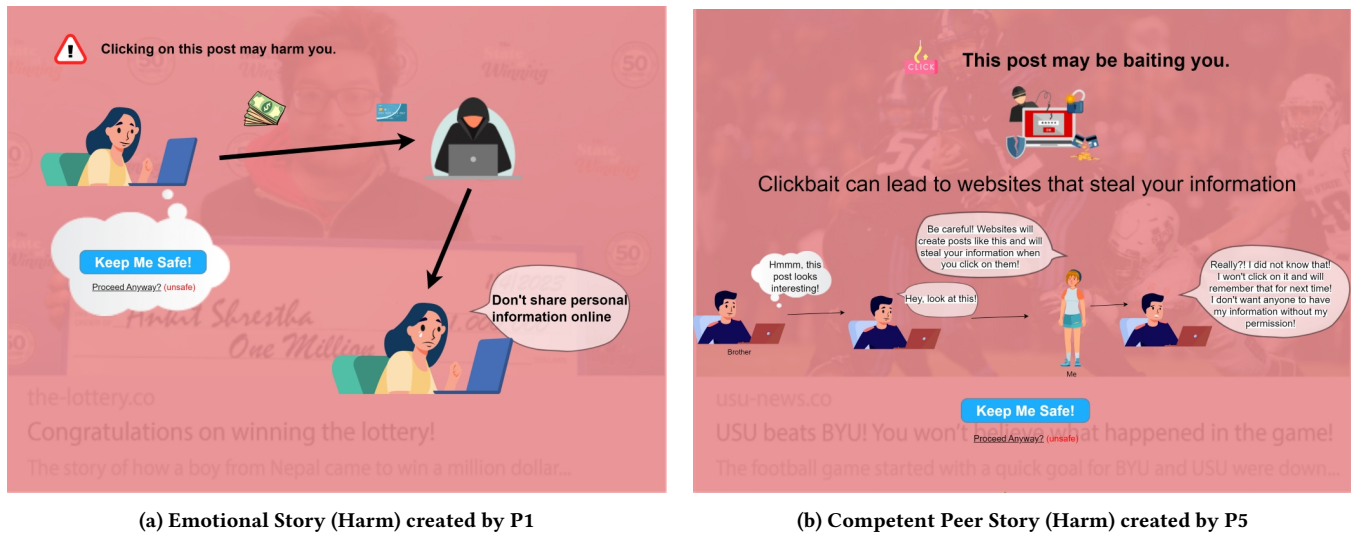 Clicking on this post may harm you.
Winning
50
Keep Me Safe!
Proceed Anyway? (unsafe)
Don't share personal
information online
Ankit Shrestha
One Million
the-lottery.co
Congratulations on winning the lottery!
The story of how a boy from Nepal came to win a million dollar...
(a) Emotional Story (Harm) created by P1
CLICK
This post may be baiting you.
Clickbait can lead to websites that steal your information
Hmmm, this
post looks
interesting!
Brother
Hey, look at this!
Be careful! Websites will
create posts like this and will
steal your information when
you click on them!
Me
Really?! I did not know that!
I won't click on it and will
remember that for next time!
I don't want anyone to have
my information without my
permission!
Keep Me Safe!
Proceed Anyway? (unsafe)
usu-news.co
USU beats BYU! You won't believe what happened in the game!
The football game started with a quick goal for BYU and USU were down...
(b) Competent Peer Story (Harm) created by P5